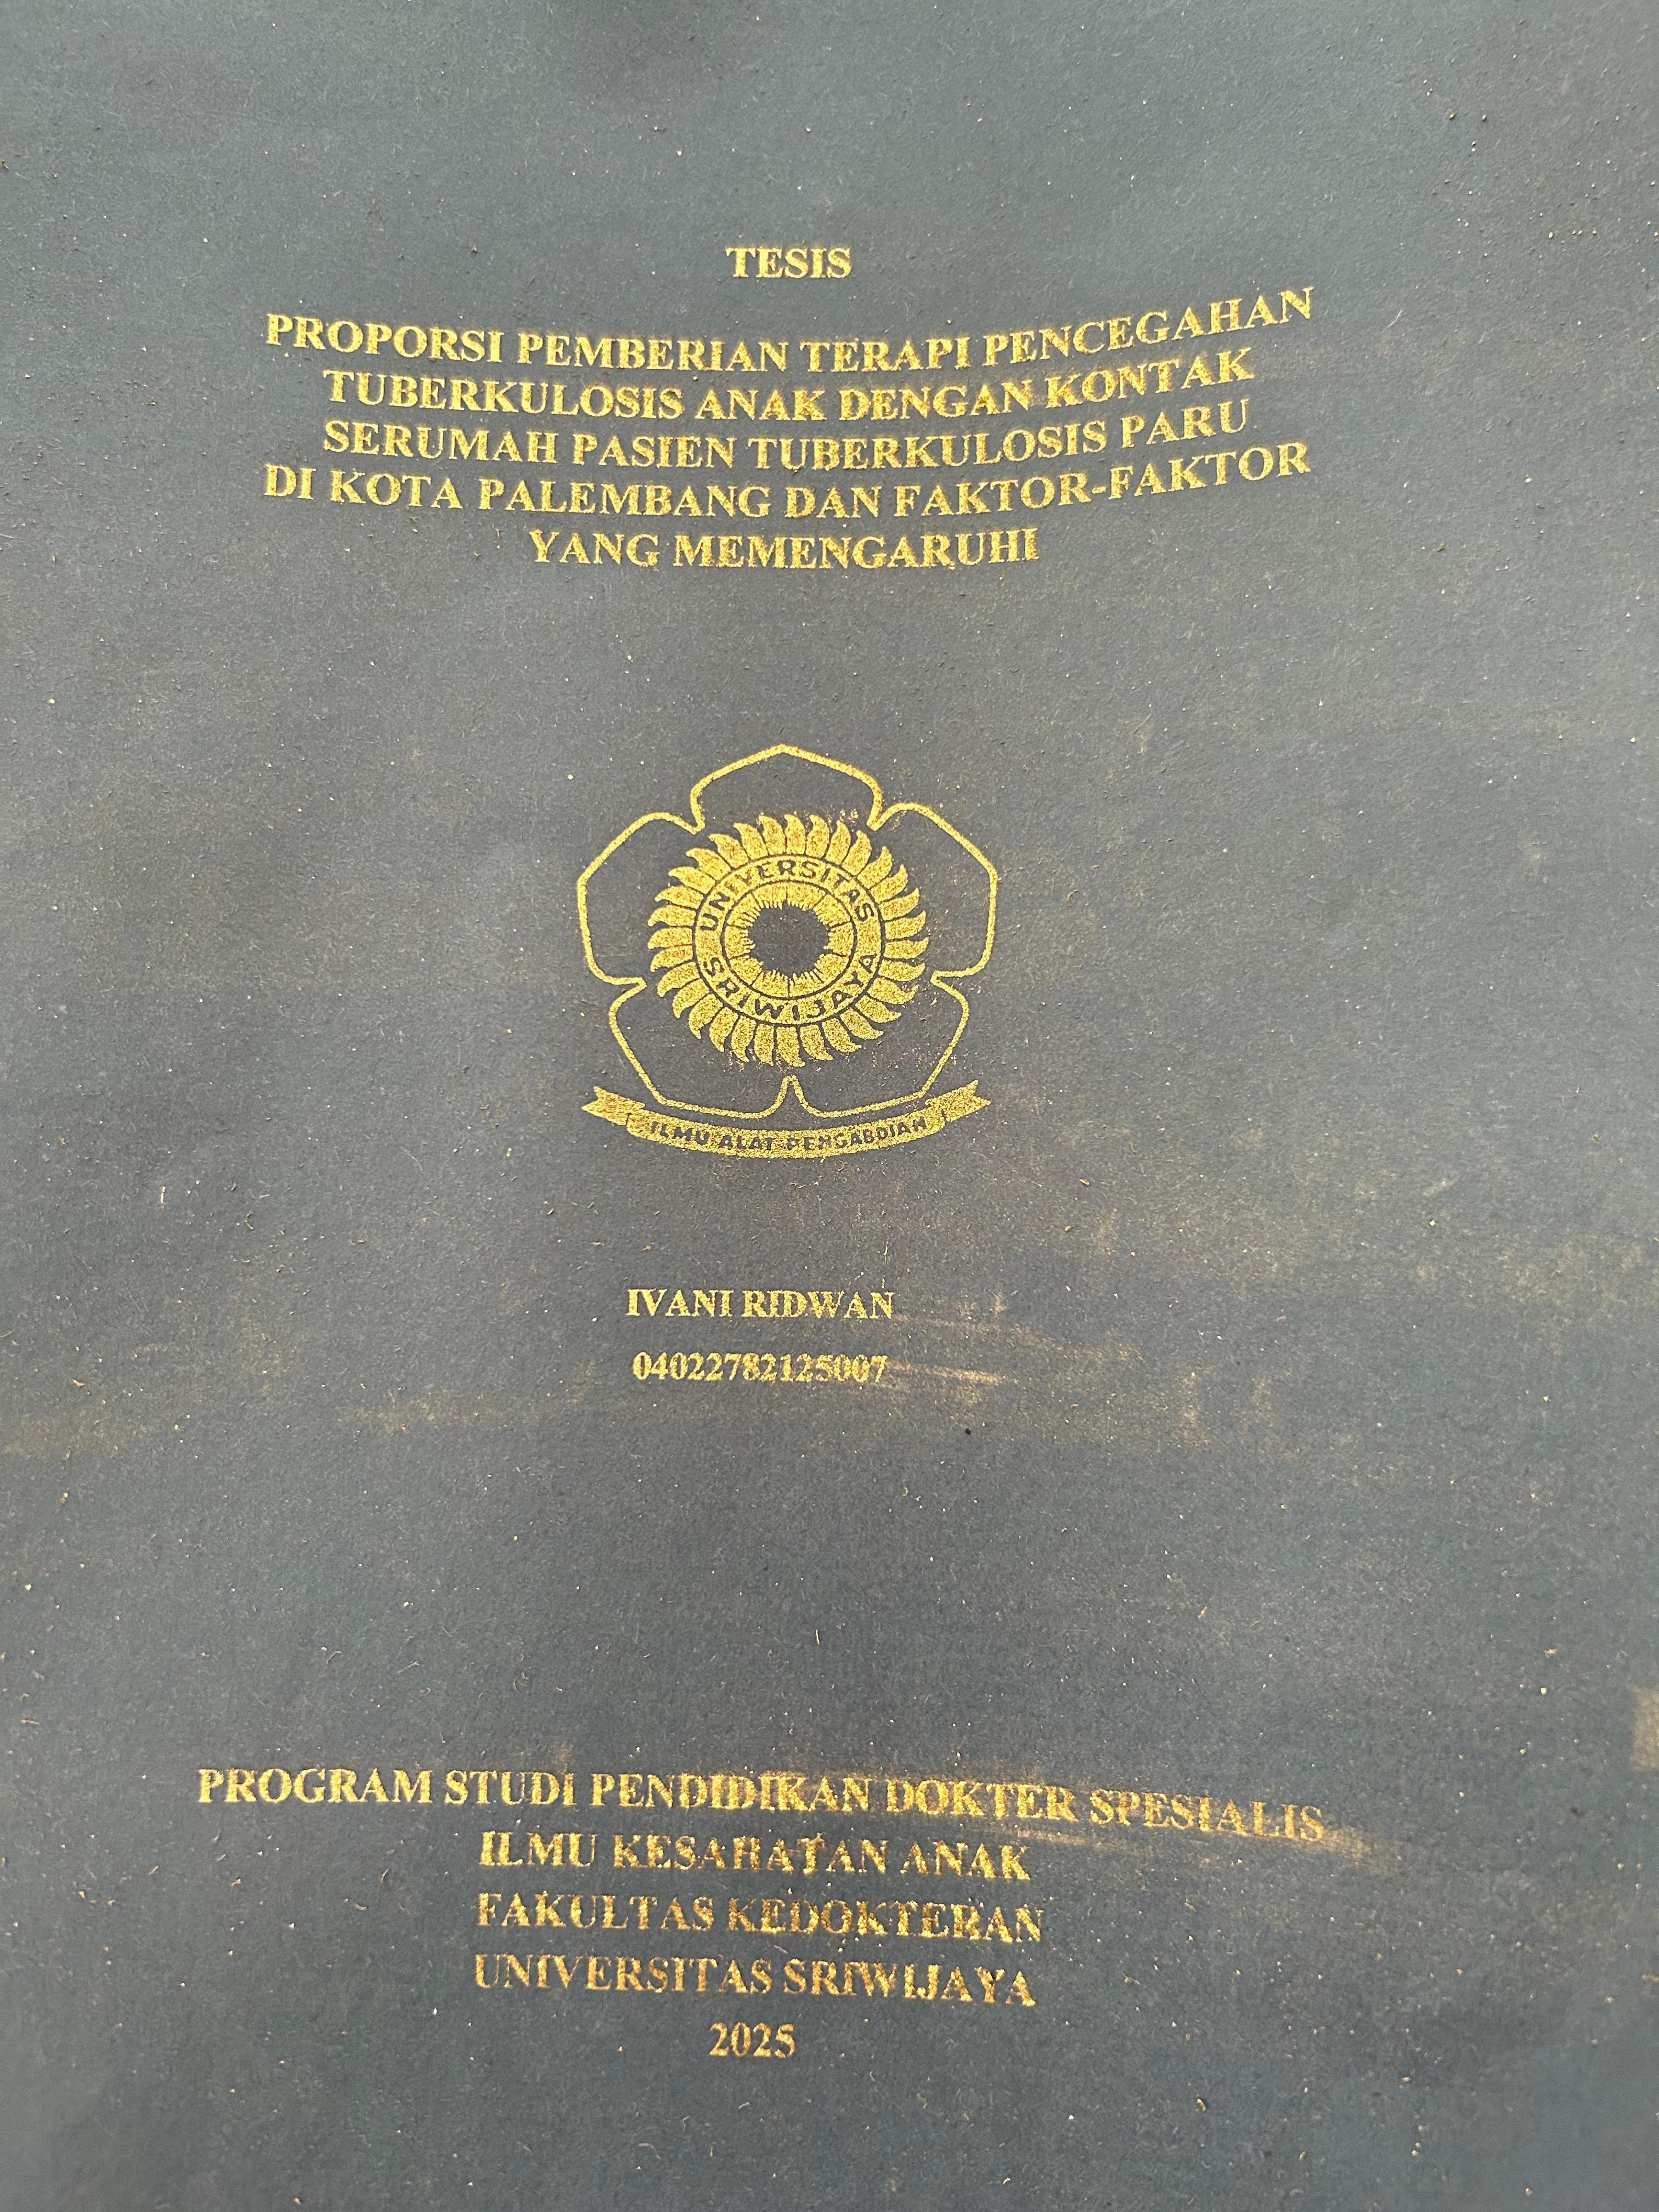 TESIS
PROPORSI PEMBERIAN TERAPI PENCEGAHAN
TUBERKULOSIS ANAK DENGAN KONTAK
SERUMAH PASIEN TUBERKULOSIS PARU
DI KOTA PALEMBANG DAN FAKTOR-FAKTOR
YANG MEMENGARUHI
UNIVERSITAS
SRIWIJAYA
ILMU ALAT PENGABDIAN
IVANI RIDWAN
04022782125007
PROGRAM STUDI PENDIDIKAN DOKTER SPESIALIS
ILMU KESAHATAN ANAK
FAKULTAS KEDOKTERAN
UNIVERSITAS SRIWIJAYA
2025